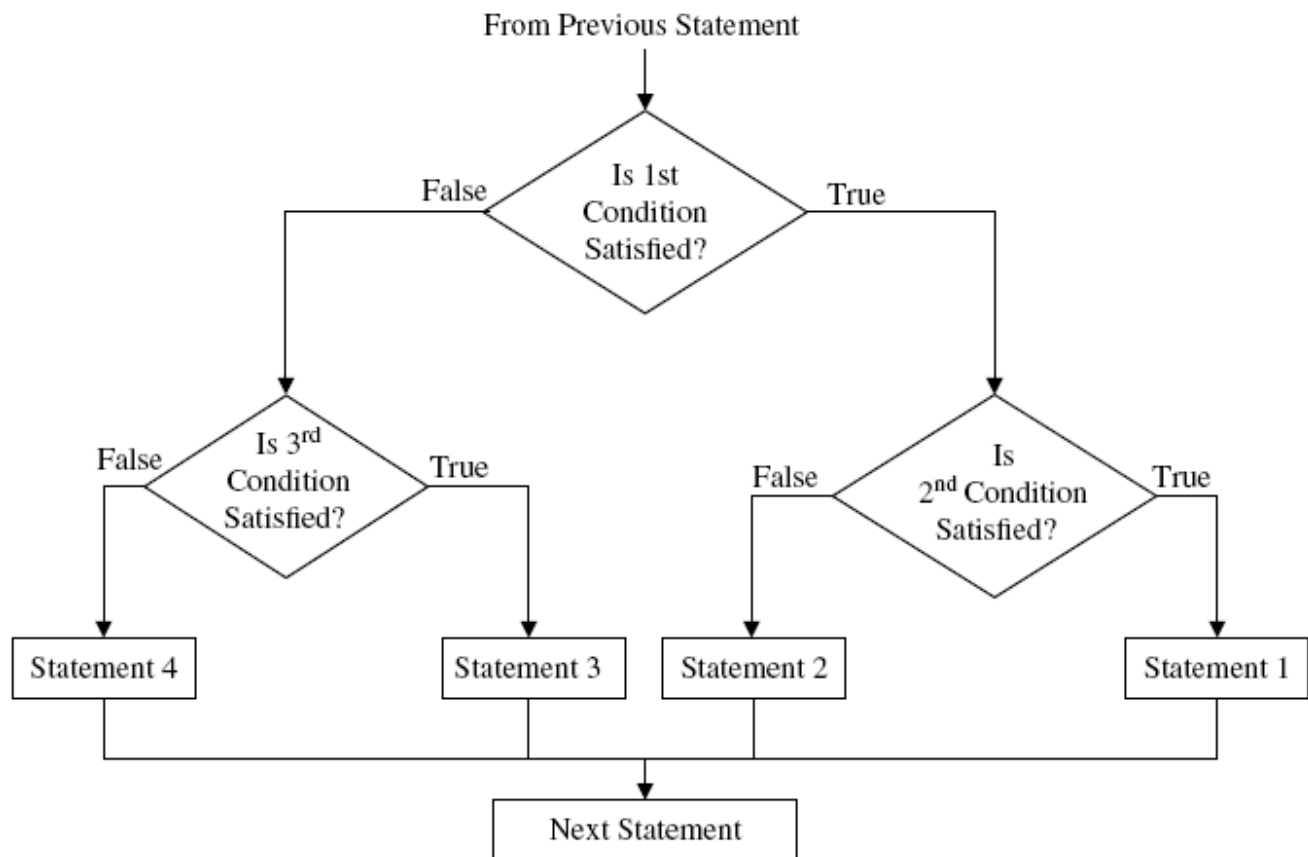 From Previous Statement
False
Is 1st
Condition
Satisfied?
True
False
Is 3rd
Condition
Satisfied?
True
False
Is
2nd Condition
Satisfied?
True
Statement 4
Statement 3
Statement 2
Statement 1
Next Statement